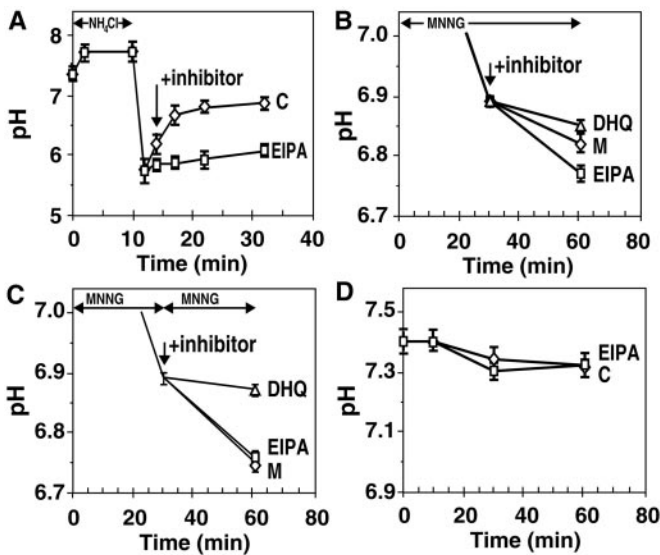 A
NH4Cl
8
7
6
5
pH
+inhibitor
C
EIPA
0 10 20 30 40
Time (min)
B
MNNG
7.0
6.9
6.8
6.7
pH
+inhibitor
DHQ
M
EIPA
0 20 40 60 80
Time (min)
C
MNNG MNNG
7.0
6.9
6.8
6.7
pH
+inhibitor
DHQ
EIPA
M
0 20 40 60 80
Time (min)
D
7.5
7.3
7.1
6.9
pH
EIPA
C
0 20 40 60 80
Time (min)